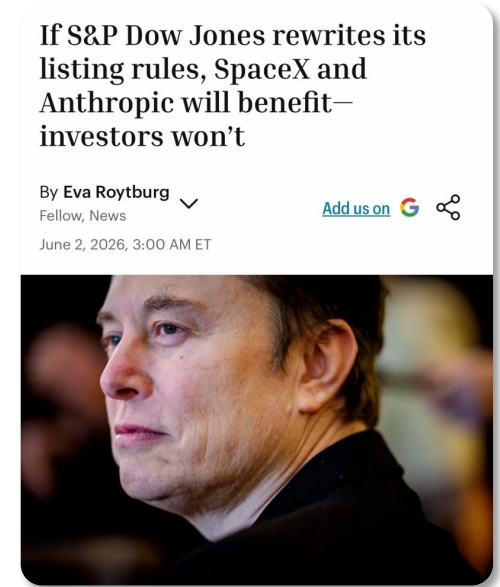 If S&P Dow Jones rewrites its
listing rules, SpaceX and
Anthropic will benefit—
investors won’t
By Eva Roytburg
Fellow, News
Add us on
June 2, 2026, 3:00 AM ET